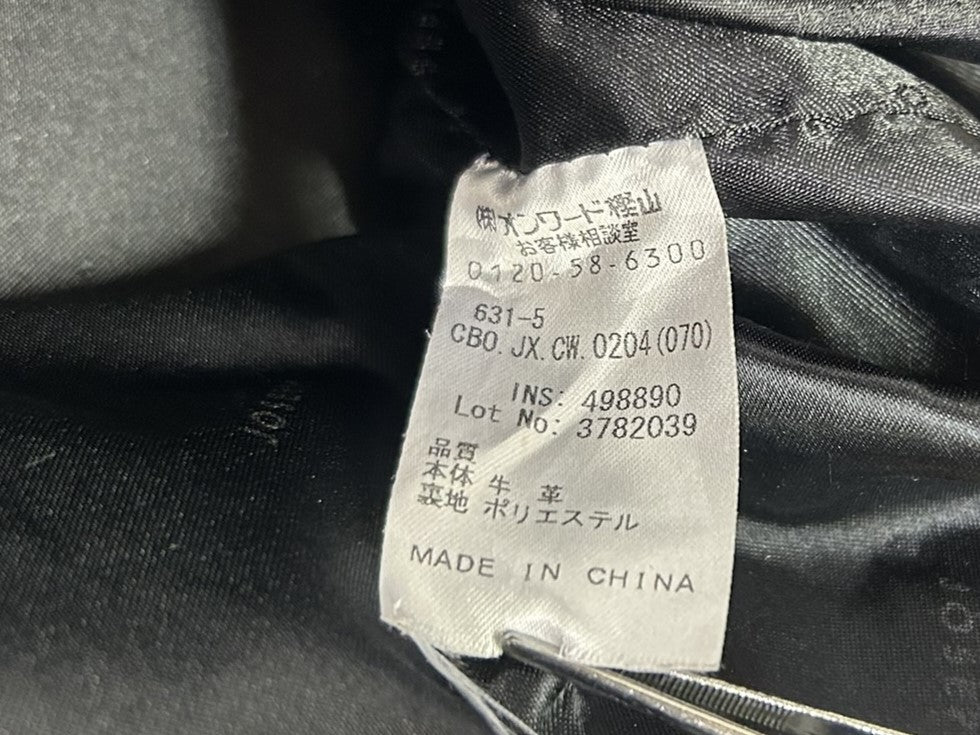 ㈱オンワード樫山
お客様相談室
0120-58-6300
631-5
CBO.JX.CW.0204(070)
INS: 498890
Lot No: 3782039
品質
本体 牛 革
裏地 ポリエステル
MADE IN CHINA